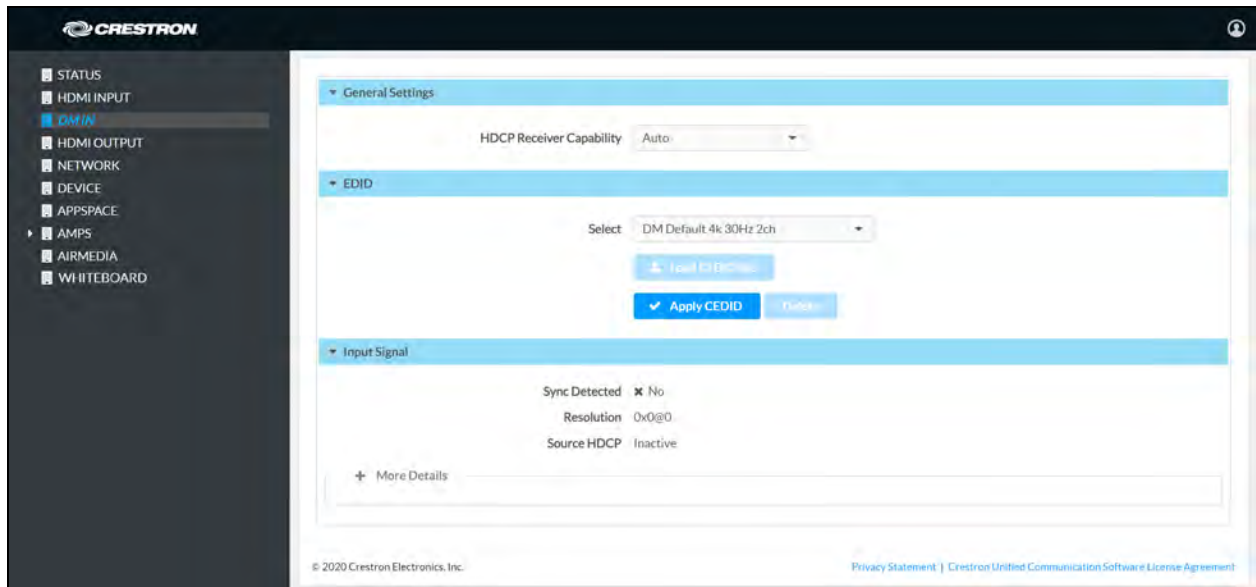 CRESTRON
STATUS
HDMI INPUT
DM IN
HDMI OUTPUT
NETWORK
DEVICE
APPSPACE
AMPS
AIRMEDIA
WHITEBOARD
General Settings
HDCP Receiver Capability Auto
EDID
Select DM Default 4k 30Hz 2ch
Apply CEDID
Input Signal
Sync Detected No
Resolution 0x0@0
Source HDCP Inactive
More Details
© 2020 Crestron Electronics, Inc.
Privacy Statement | Crestron Unified Communication Software License Agreement